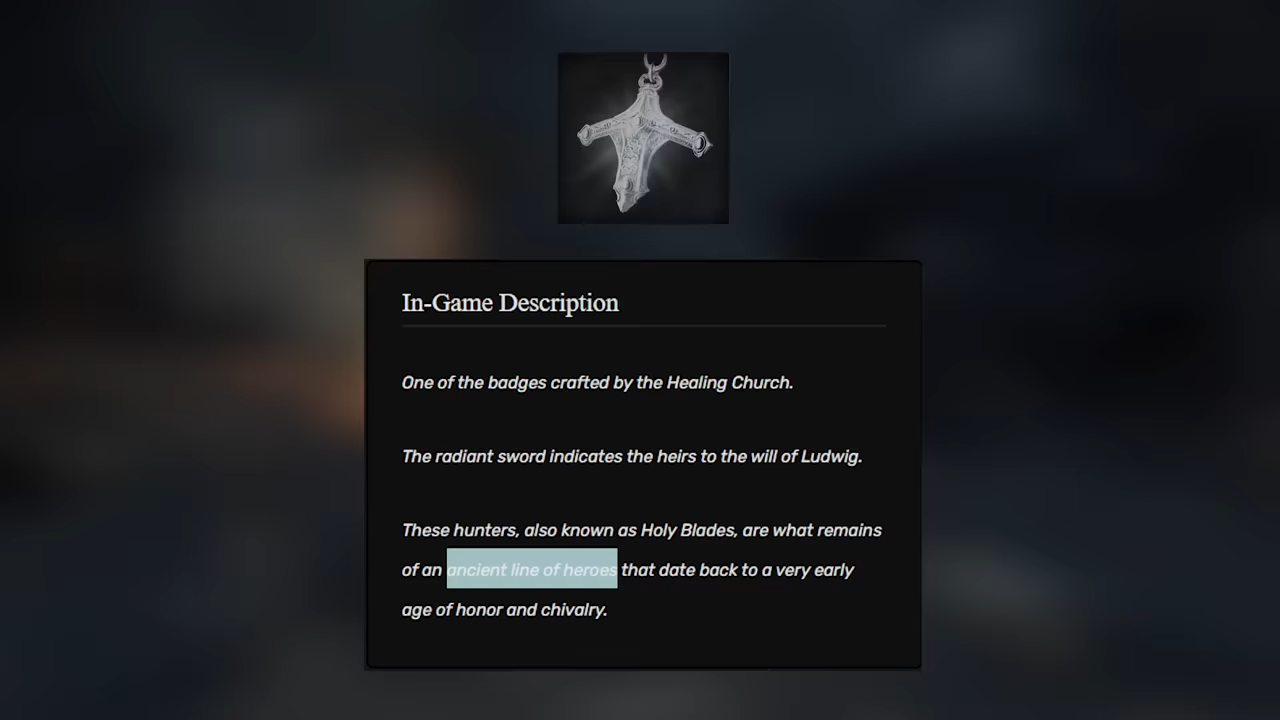 In-Game Description
One of the badges crafted by the Healing Church.
The radiant sword indicates the heirs to the will of Ludwig.
These hunters, also known as Holy Blades, are what remains
of an ancient line of heroes that date back to a very early
age of honor and chivalry.